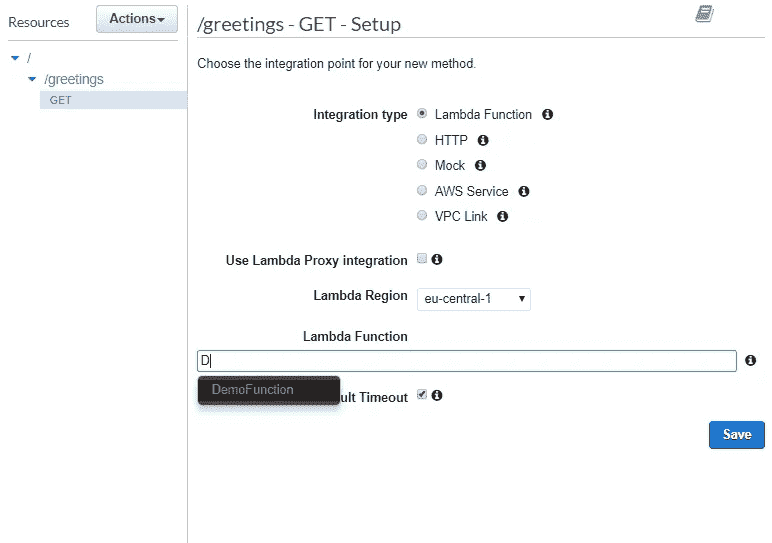 Resources
Actions
/
/greetings
GET
/greetings - GET - Setup
Choose the integration point for your new method.
Integration type
Lambda Function
HTTP
Mock
AWS Service
VPC Link
Use Lambda Proxy integration
Lambda Region eu-central-1
Lambda Function
D
DemoFunction
ult Timeout
Save